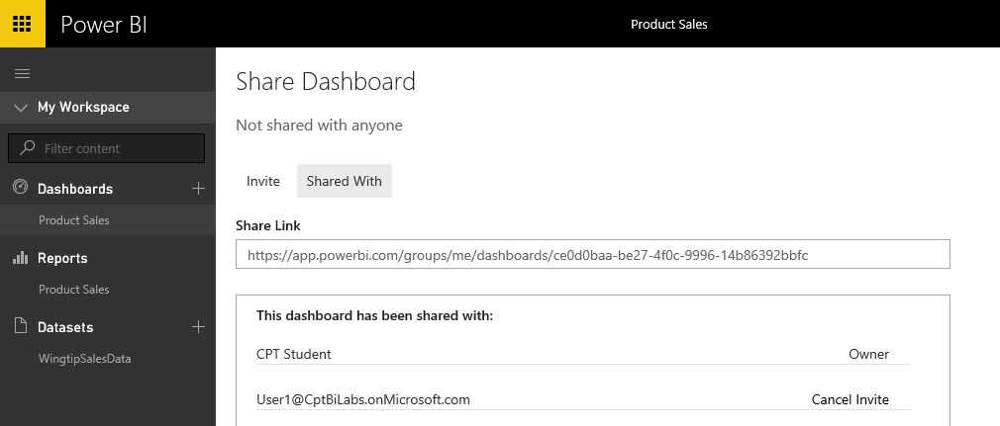 Power BI
Product Sales
My Workspace
Filter content
Dashboards
Product Sales
Reports
Product Sales
Datasets
WingtipSalesData
Share Dashboard
Not shared with anyone
Invite
Shared With
Share Link
https://app.powerbi.com/groups/me/dashboards/ce0d0baa-be27-4f0c-9996-14b86392bbfc
This dashboard has been shared with:
CPT Student Owner
User1@CptBiLabs.onMicrosoft.com Cancel Invite